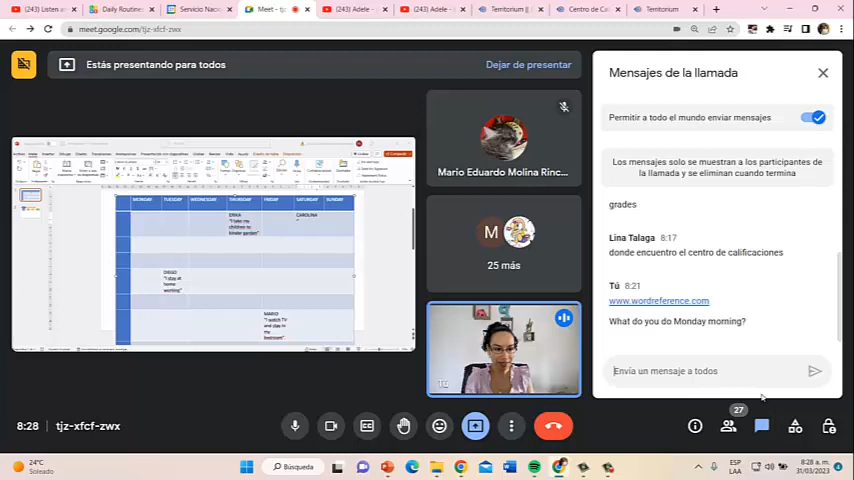 (243) Listen an
Daily Routines
Servicio Nacio
Meet - tj
(243) Adele -
(243) Adele -
Territorium ||
Centro de Ca
Territorium
meet.google.com/tjz-xfcf-zwx
Estás presentando para todos
Dejar de presentar
MONDAY TUESDAY WEDNESDAY THURSDAY FRIDAY SATURDAY SUNDAY
ERIKA
"I take my
children to
kinder garden"
CAROLINA
"
DIEGO
"I stay at
home
working"
MARIO
"I watch TV
and stay in
my
bedroom".
Mario Eduardo Molina Rinc...
M
25 más
Tú
Mensajes de la llamada
Permitir a todo el mundo enviar mensajes
Los mensajes solo se muestran a los participantes de
la llamada y se eliminan cuando termina
grades
Lina Talaga 8:17
donde encuentro el centro de calificaciones
Tú 8:21
www.wordreference.com
What do you do Monday morning?
Envía un mensaje a todos
8:28 tjz-xfcf-zwx
27
24°C
Soleado
Búsqueda
ESP
LAA
8:28 a. m.
31/03/2023